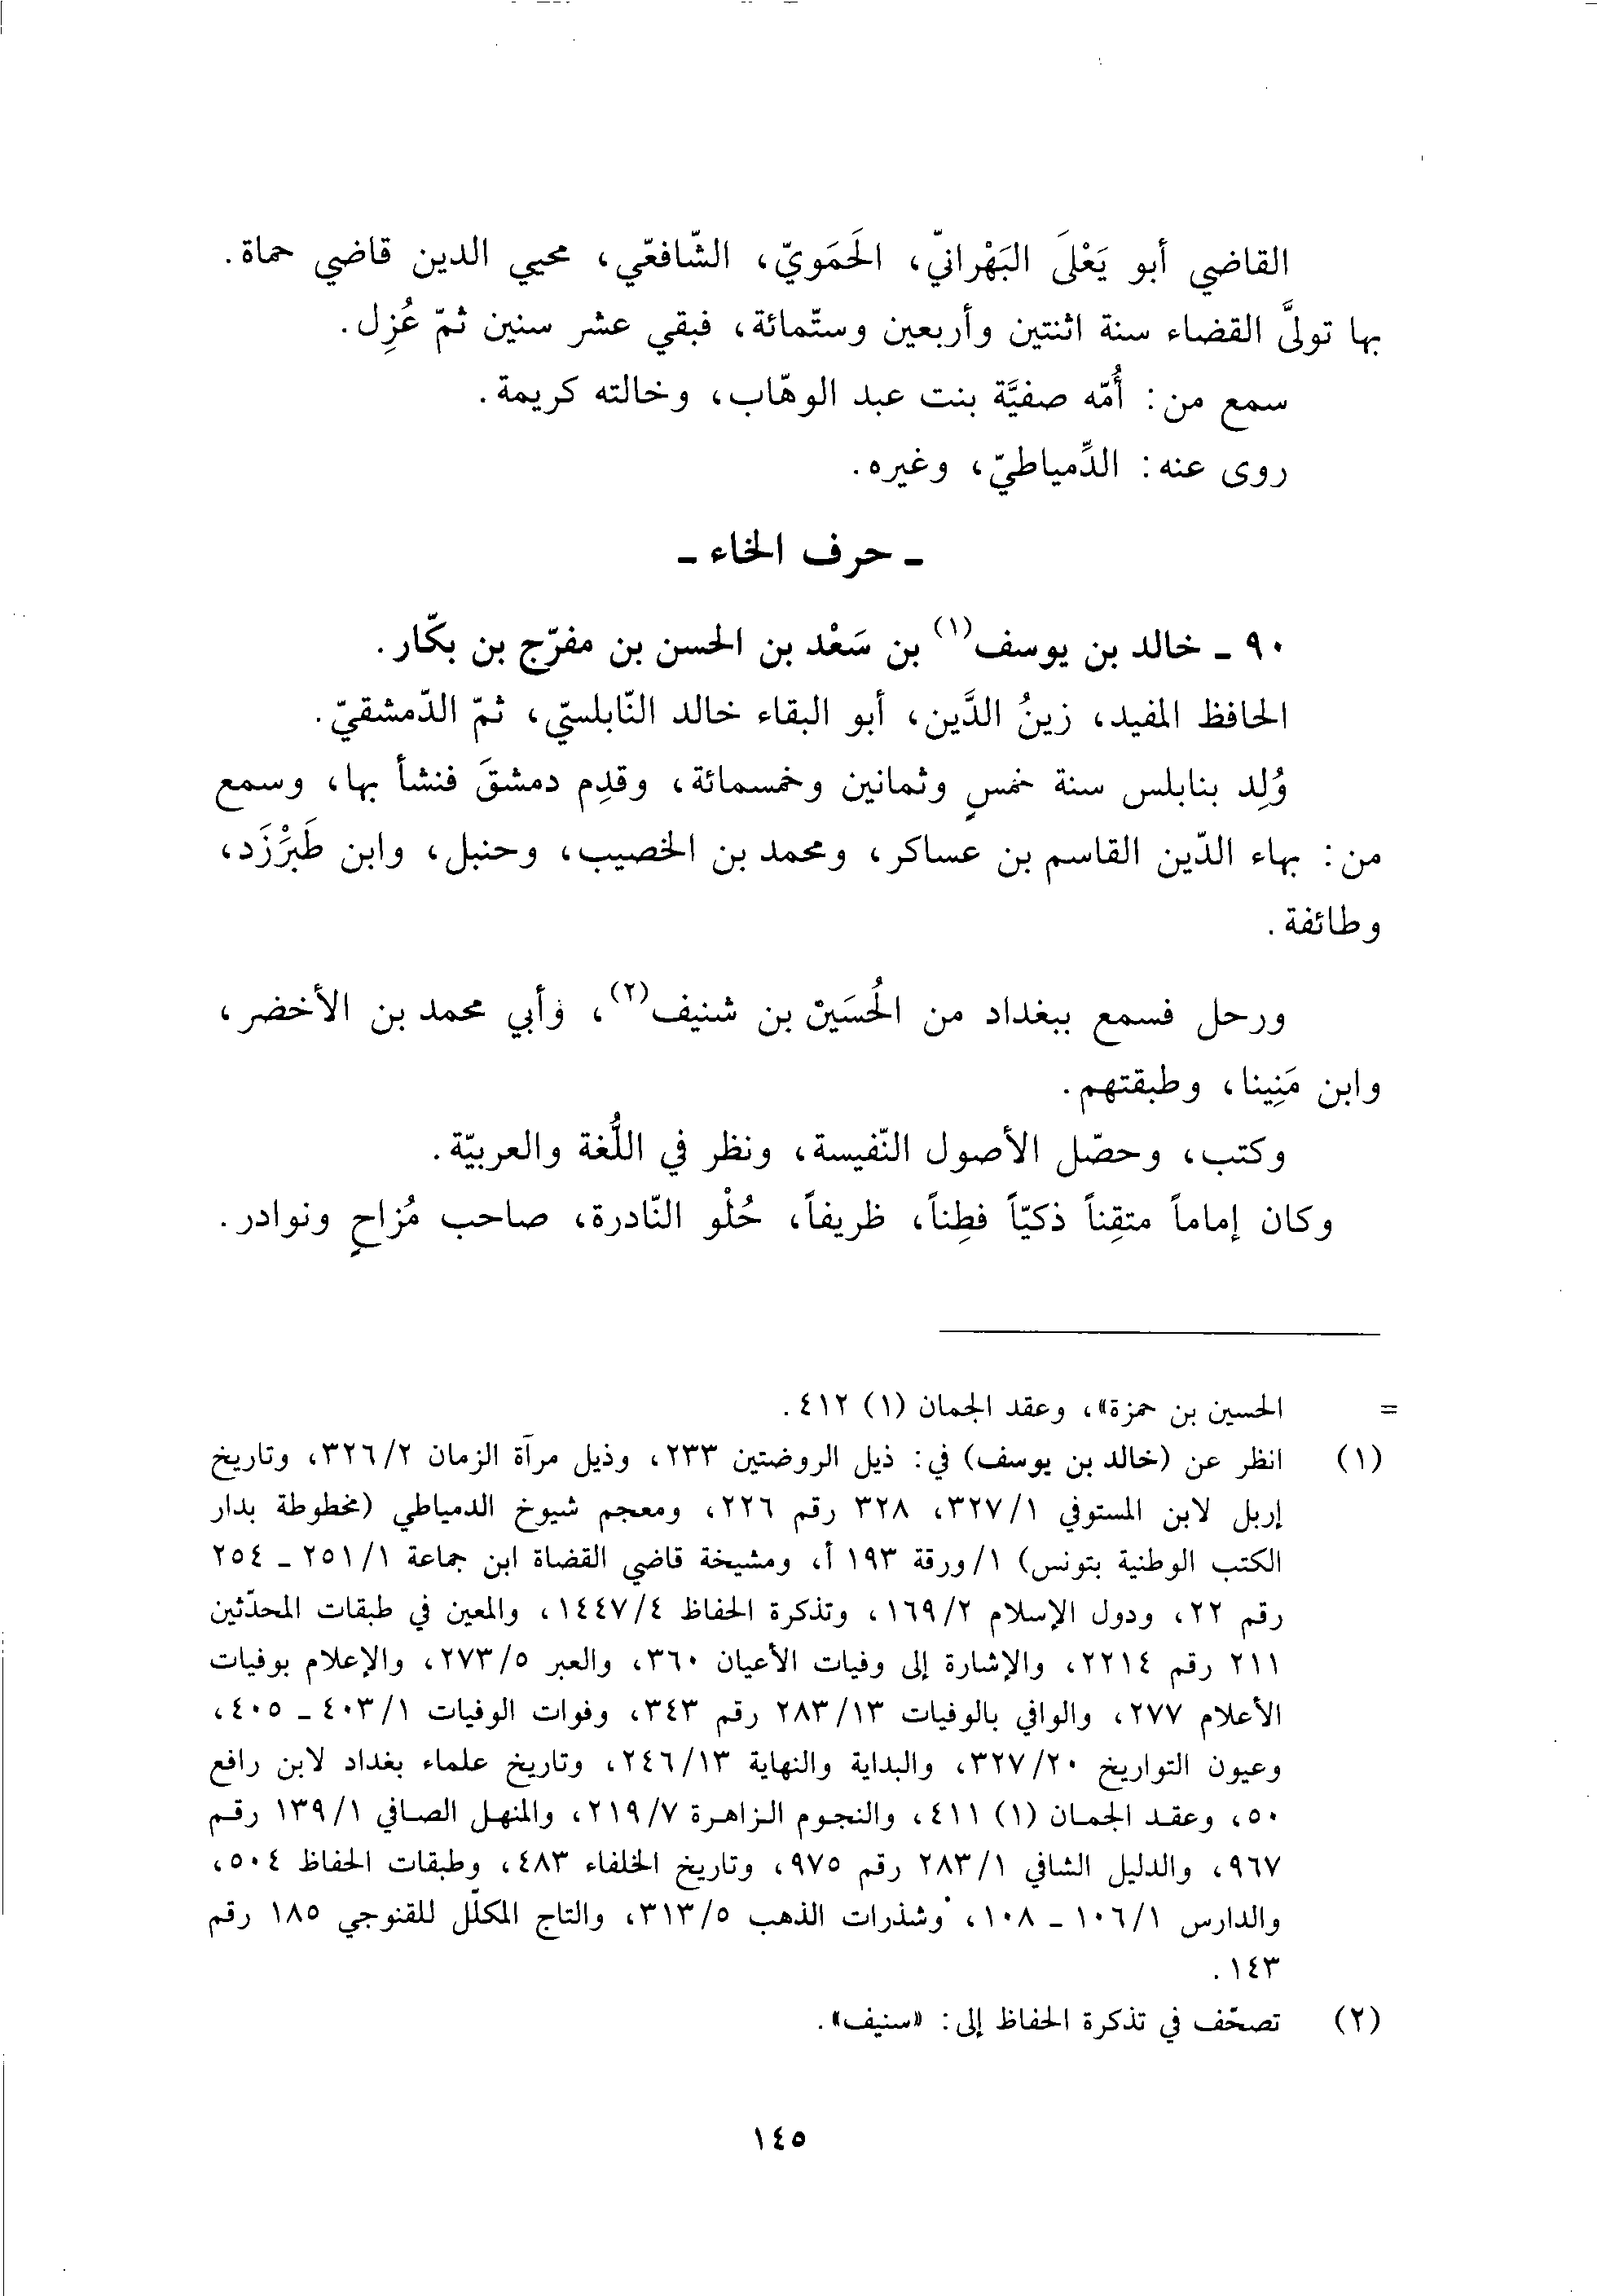 القاضي أبو يَعْلَى البَهْرانيّ، الحَمَويّ، الشّافعّي، محيي الدين قاضي حماة.
بها تولَّى القضاء سنة اثنتين وأربعين وستّمائة، فبقي عشر سنين ثمّ عُزِل.
سمع من: أُمّه صفيَّة بنت عبد الوهّاب، وخالته كريمة.
روى عنه: الدِّمياطيّ، وغيره.
ـ حرف الخاء ـ
٩٠ ـ خالد بن يوسف(١) بن سَعْد بن الحسن بن مفرّج بن بكّار.
الحافظ المفيد، زينُ الدَّين، أبو البقاء خالد النّابلسّي، ثمّ الدّمشقيّ.
وُلِد بنابلس سنة خمسٍ وثمانين وخمسمائة، وقدِم دمشقَ فنشأ بها، وسمع
من: بهاء الدّين القاسم بن عساكر، ومحمد بن الخصيب، وحنبل، وابن طَبَرْزَد،
وطائفة.
ورحل فسمع ببغداد من الحُسَيْن بن شنيف(٢)، وأبي محمد بن الأخضر،
وابن مَنِينا، وطبقتهم.
وكتب، وحصّل الأصول النّفيسة، ونظر في اللُّغة والعربيّة.
وكان إماماً متقِناً ذكيّاً فطِناً، ظريفاً، حُلْو النّادرة، صاحب مُزاحٍ ونوادر.
= الحسين بن حمزة»، وعقد الجمان (١) ٤١٢.
(١) انظر عن (خالد بن يوسف) في: ذيل الروضتين ٢٣٣، وذيل مرآة الزمان ٣٢٦/٢، وتاريخ
إربل لابن المستوفي ٣٢٧/١، ٣٢٨ رقم ٢٢٦، ومعجم شيوخ الدمياطي (مخطوطة بدار
الكتب الوطنية بتونس) ١/ورقة ١٩٣ أ، ومشيخة قاضي القضاة ابن جماعة ٢٥١/١ ـ ٢٥٤
رقم ٢٢، ودول الإسلام ١٦٩/٢، وتذكرة الحفاظ ١٤٤٧/٤، والمعين في طبقات المحدّثين
٢١١ رقم ٢٢١٤، والإشارة إلى وفيات الأعيان ٣٦٠، والعبر ٢٧٣/٥، والإعلام بوفيات
الأعلام ٢٧٧، والوافي بالوفيات ٢٨٣/١٣ رقم ٣٤٣، وفوات الوفيات ٤٠٣/١ ـ ٤٠٥،
وعيون التواريخ ٣٢٧/٢٠، والبداية والنهاية ٢٤٦/١٣، وتاريخ علماء بغداد لابن رافع
٥٠، وعقد الجمان (١) ٤١١، والنجوم الزاهرة ٢١٩/٧، والمنهل الصافي ١٣٩/١ رقم
٩٦٧، والدليل الشافي ٢٨٣/١ رقم ٩٧٥، وتاريخ الخلفاء ٤٨٣، وطبقات الحفاظ ٥٠٤،
والدارس ١٠٦/١ ـ ١٠٨، وشذرات الذهب ٣١٣/٥، والتاج المكلّل للقنوجي ١٨٥ رقم
١٤٣.
(٢) تصحّف في تذكرة الحفاظ إلى: «سنيف».
١٤٥